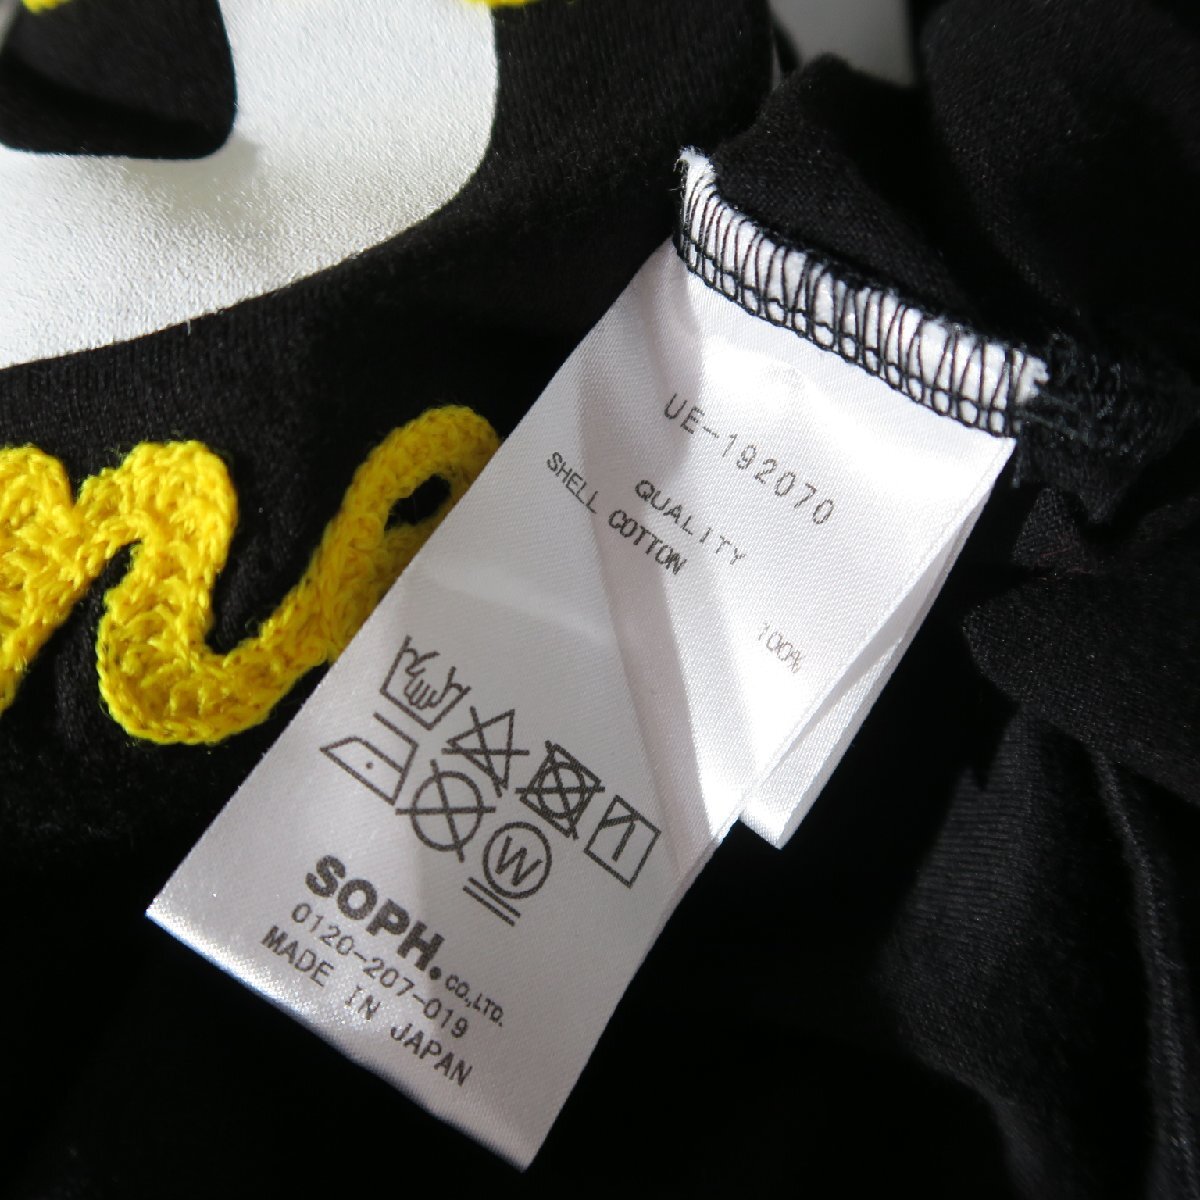 UE-192070
QUALITY
SHELL COTTON 100%
W
SOPH. CO.,LTD.
0120-207-019
MADE IN JAPAN